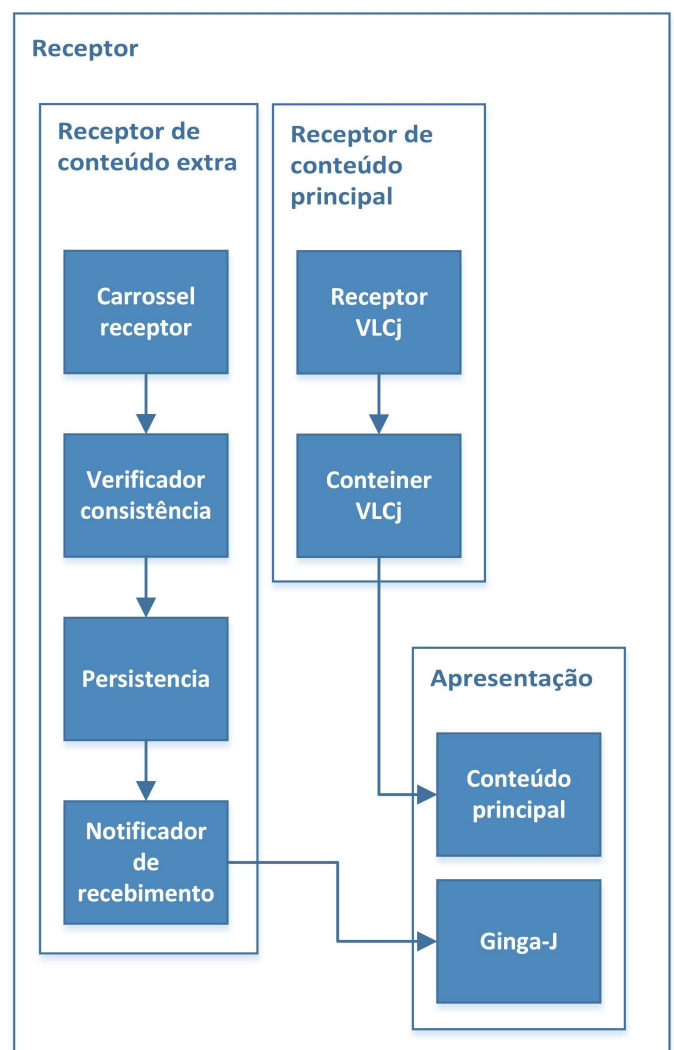 Receptor
Receptor de
conteúdo extra
Carrossel
receptor
Verificador
consistência
Persistencia
Notificador
de
recebimento
Receptor de
conteúdo
principal
Receptor
VLCj
Conteiner
VLCj
Apresentação
Conteúdo
principal
Ginga-J